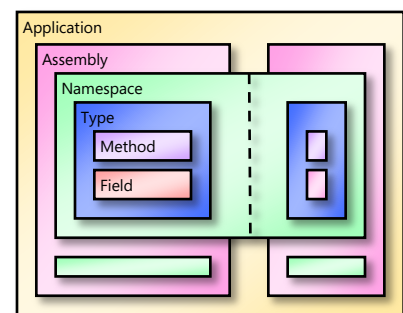 Application
Assembly
Namespace
Type
Method
Field